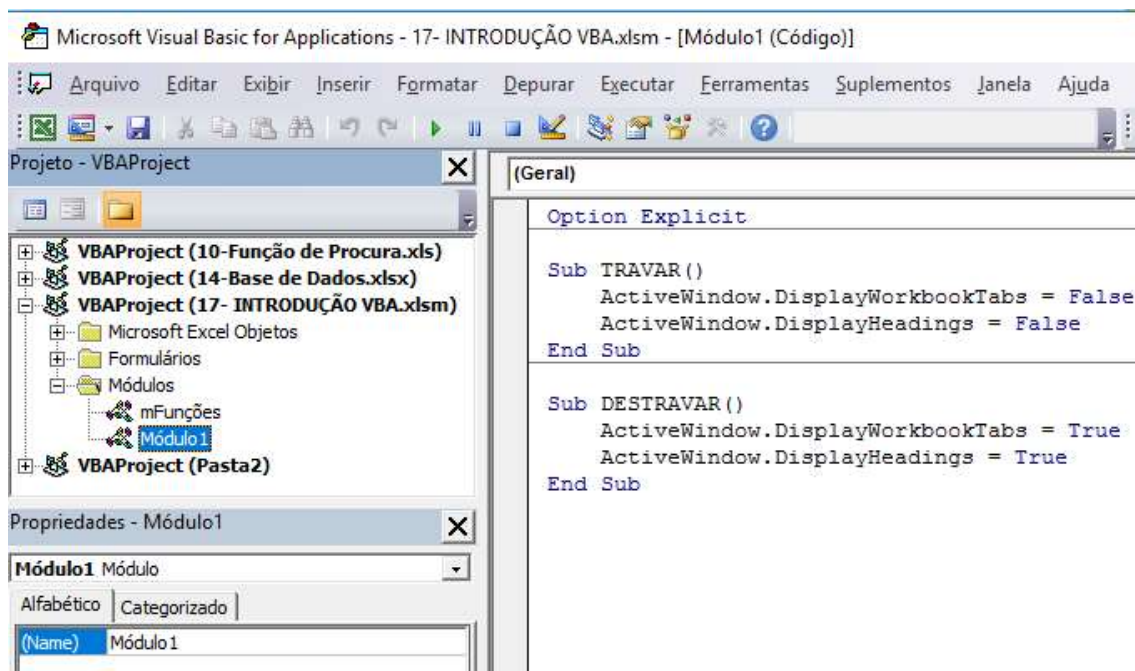 Microsoft Visual Basic for Applications - 17- INTRODUÇÃO VBA.xlsm - [Módulo1 (Código)]
Arquivo Editar Exibir Inserir Formatar Depurar Executar Ferramentas Suplementos Janela Ajuda
Projeto - VBAProject
VBAProject (10-Função de Procura.xls)
VBAProject (14-Base de Dados.xlsx)
VBAProject (17- INTRODUÇÃO VBA.xlsm)
Microsoft Excel Objetos
Formulários
Módulos
mFunções
Módulo1
VBAProject (Pasta2)
Propriedades - Módulo1
Módulo1 Módulo
Alfabético Categorizado
(Name) Módulo1
(Geral)
Option Explicit
Sub TRAVAR()
ActiveWindow.DisplayWorkbookTabs = False
ActiveWindow.DisplayHeadings = False
End Sub
Sub DESTRAVAR()
ActiveWindow.DisplayWorkbookTabs = True
ActiveWindow.DisplayHeadings = True
End Sub